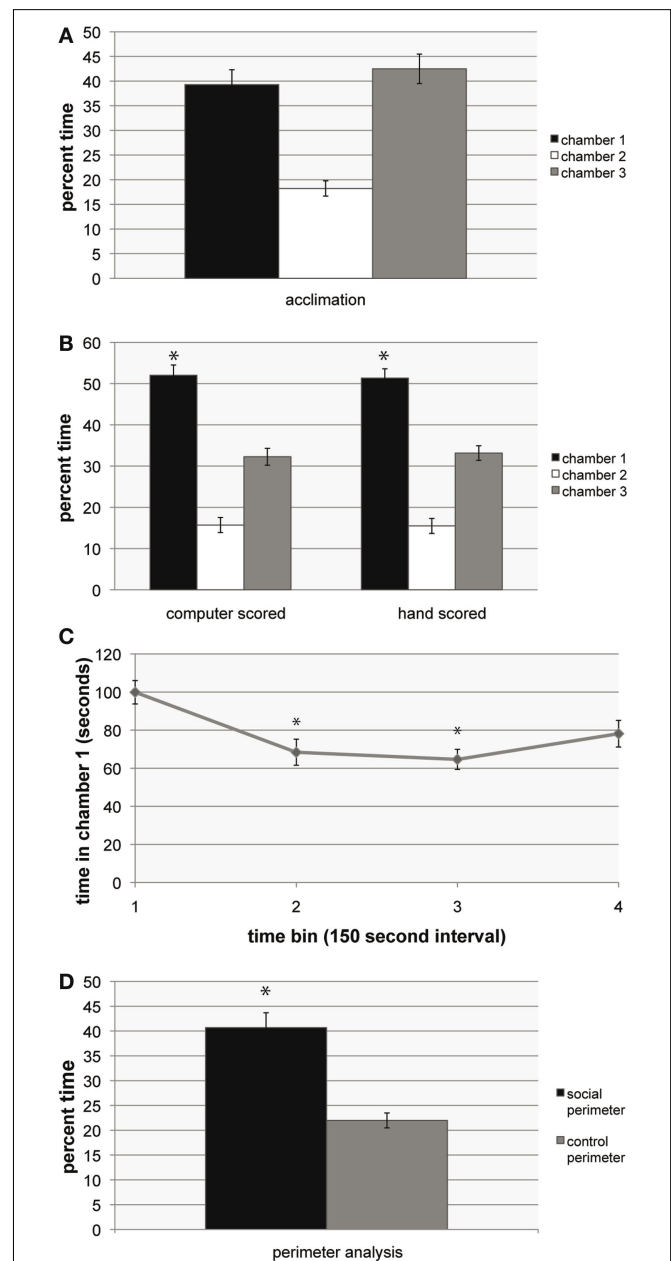 A
percent time
50
45
40
35
30
25
20
15
10
5
0
chamber 1
chamber 2
chamber 3
acclimation
B
percent time
60
50
40
30
20
10
0
*
*
chamber 1
chamber 2
chamber 3
computer scored
hand scored
C
time in chamber 1 (seconds)
120
100
80
60
40
20
0
*
*
1
2
3
4
time bin (150 second interval)
D
percent time
50
45
40
35
30
25
20
15
10
5
0
*
social
perimeter
control
perimeter
perimeter analysis